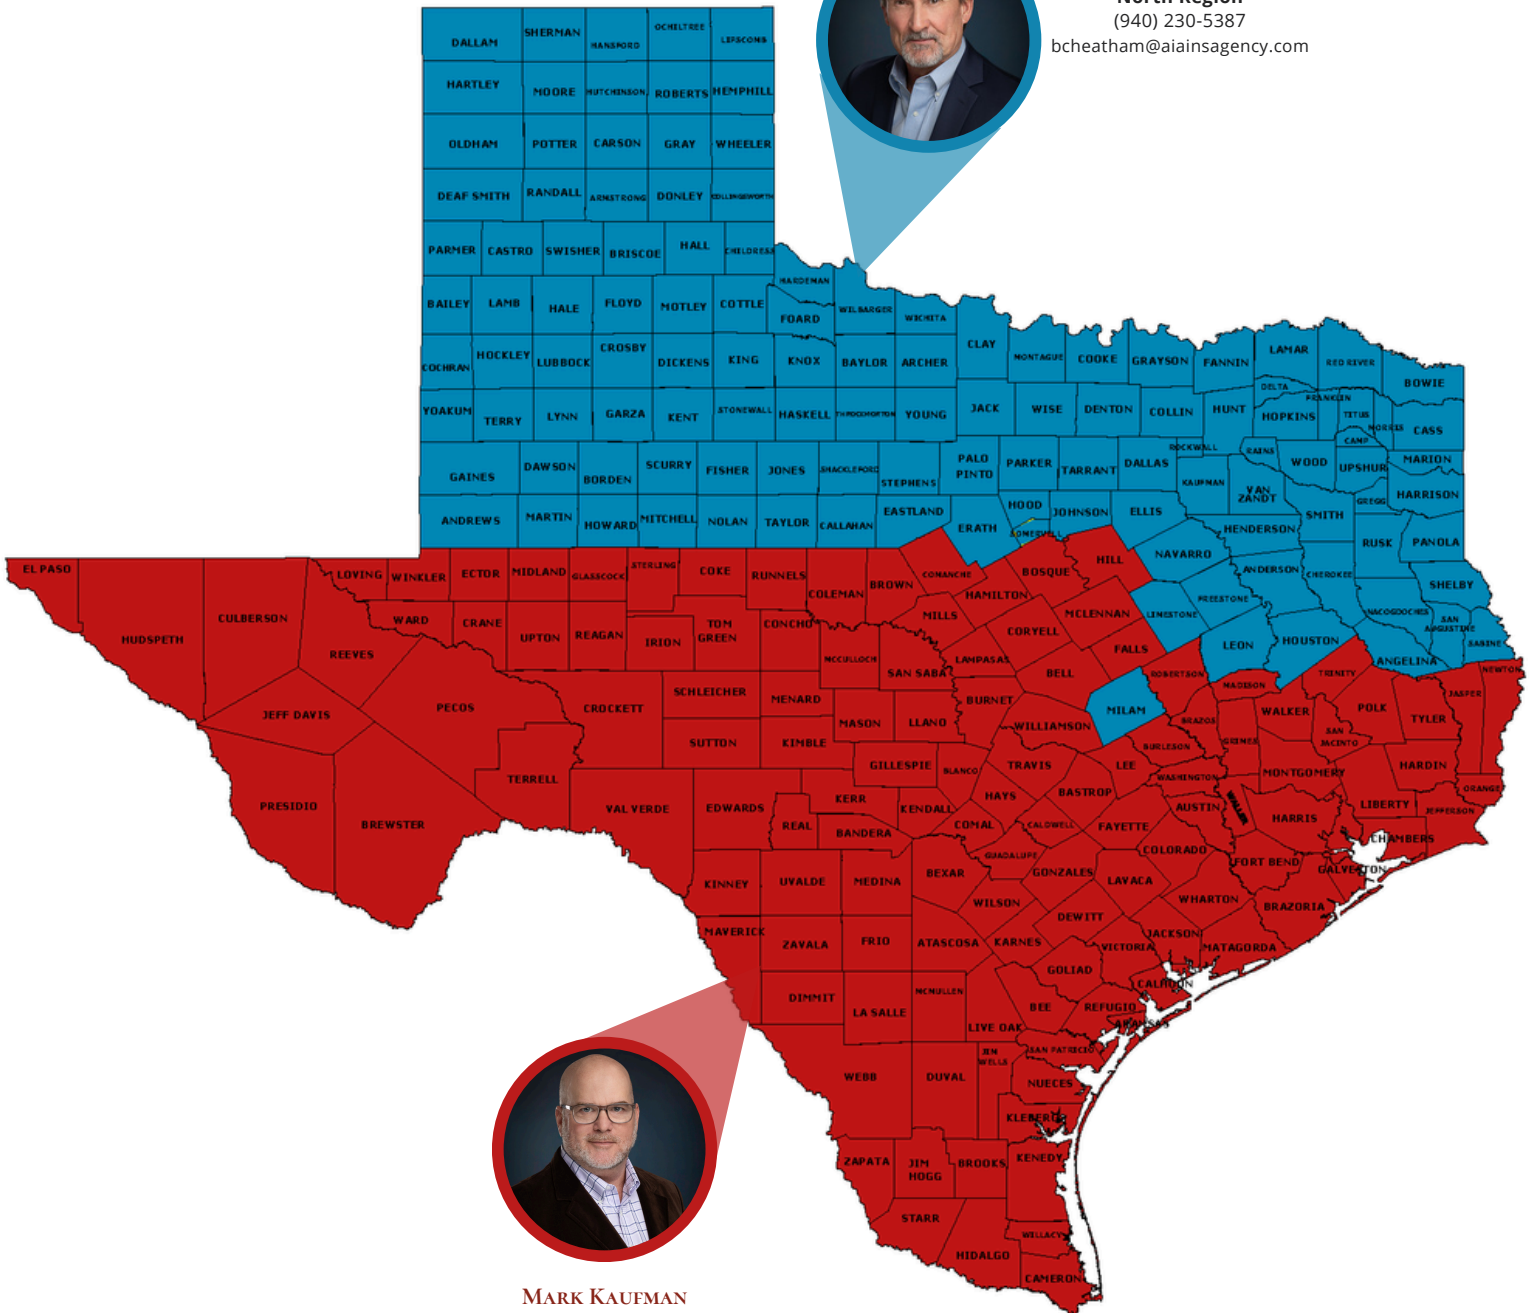 North Region
(940) 230-5387
bcheatham@aiainsagency.com
DALLAM
SHERMAN
HANSFORD
OCHILTREE
LIPSCOMB
HARTLEY
MOORE
HUTCHINSON
ROBERTS
HEMPHILL
OLDHAM
POTTER
CARSON
GRAY
WHEELER
DEAF SMITH
RANDALL
ARMSTRONG
DONLEY
COLLINGSWORTH
PARMER
CASTRO
SWISHER
BRISCOE
HALL
CHILDRESS
HARDEMAN
BAILEY
LAMB
HALE
FLOYD
MOTLEY
COTTLE
FOARD
WILBARGER
WICHITA
COCHRAN
HOCKLEY
LUBBOCK
CROSBY
DICKENS
KING
KNOX
BAYLOR
ARCHER
CLAY
MONTAGUE
COOKE
GRAYSON
FANNIN
LAMAR
RED RIVER
BOWIE
YOAKUM
TERRY
LYNN
GARZA
KENT
STONEWALL
HASKELL
THROCKMORTON
YOUNG
JACK
WISE
DENTON
COLLIN
HUNT
DELTA
HOPKINS
FRANKLIN
TITUS
MORRIS
CASS
CAMP
GAINES
DAWSON
BORDEN
SCURRY
FISHER
JONES
SHACKLEFORD
STEPHENS
PALO
PINTO
PARKER
TARRANT
DALLAS
ROCKWALL
KAUFMAN
RAINS
VAN
ZANDT
WOOD
UPSHUR
MARION
GREGG
HARRISON
ANDREWS
MARTIN
HOWARD
MITCHELL
NOLAN
TAYLOR
CALLAHAN
EASTLAND
ERATH
HOOD
SOMERVELL
JOHNSON
ELLIS
NAVARRO
HENDERSON
SMITH
RUSK
PANOLA
ANDERSON
CHEROKEE
SHELBY
LIMESTONE
FREESTONE
LEON
HOUSTON
NACOGDOCHES
SAN
AUGUSTINE
SABINE
ANGELINA
MILAM
EL PASO
HUDSPETH
CULBERSON
REEVES
LOVING
WINKLER
ECTOR
MIDLAND
GLASSCOCK
STERLING
COKE
RUNNELS
COLEMAN
BROWN
COMANCHE
HAMILTON
BOSQUE
HILL
WARD
CRANE
UPTON
REAGAN
IRION
TOM
GREEN
CONCHO
MCCULLOCH
SAN SABA
MILLS
LAMPASAS
CORYELL
MCLENNAN
FALLS
BELL
ROBERTSON
MADISON
TRINITY
JASPER
NEWTON
JEFF DAVIS
PECOS
CROCKETT
SCHLEICHER
MENARD
MASON
LLANO
BURNET
WILLIAMSON
BRAZOS
GRIMES
WALKER
SAN
JACINTO
POLK
TYLER
SUTTON
KIMBLE
GILLESPIE
BLANCO
TRAVIS
LEE
BURLESON
WASHINGTON
MONTGOMERY
HARDIN
ORANGE
PRESIDIO
BREWSTER
TERRELL
VAL VERDE
EDWARDS
REAL
KERR
BANDERA
KENDALL
HAYS
COMAL
CALDWELL
BASTROP
FAYETTE
AUSTIN
WALLER
HARRIS
LIBERTY
JEFFERSON
CHAMBERS
KINNEY
UVALDE
MEDINA
BEXAR
GUADALUPE
GONZALES
LAVACA
COLORADO
FORT BEND
GALVESTON
WHARTON
BRAZORIA
MAVERICK
ZAVALA
FRIO
ATASCOSA
WILSON
KARNES
DEWITT
VICTORIA
JACKSON
MATAGORDA
DIMMIT
LA SALLE
MCMULLEN
LIVE OAK
BEE
GOLIAD
REFUGIO
CALHOUN
ARANSAS
WEBB
DUVAL
JIM
WELLS
SAN PATRICIO
NUECES
KLEBERG
ZAPATA
JIM
HOGG
BROOKS
KENEDY
STARR
HIDALGO
WILLACY
CAMERON
MARK KAUFMAN